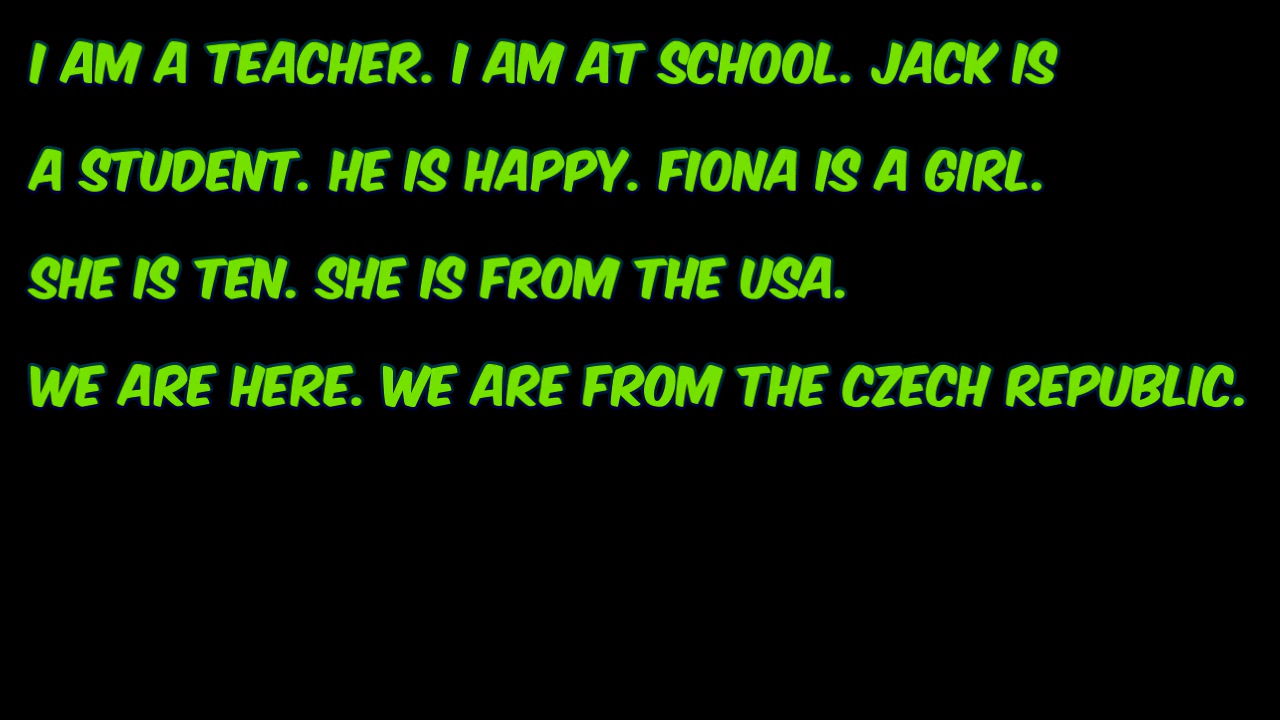 I AM A TEACHER. I AM AT SCHOOL. JACK IS
A STUDENT. HE IS HAPPY. FIONA IS A GIRL.
SHE IS TEN. SHE IS FROM THE USA.
WE ARE HERE. WE ARE FROM THE CZECH REPUBLIC.